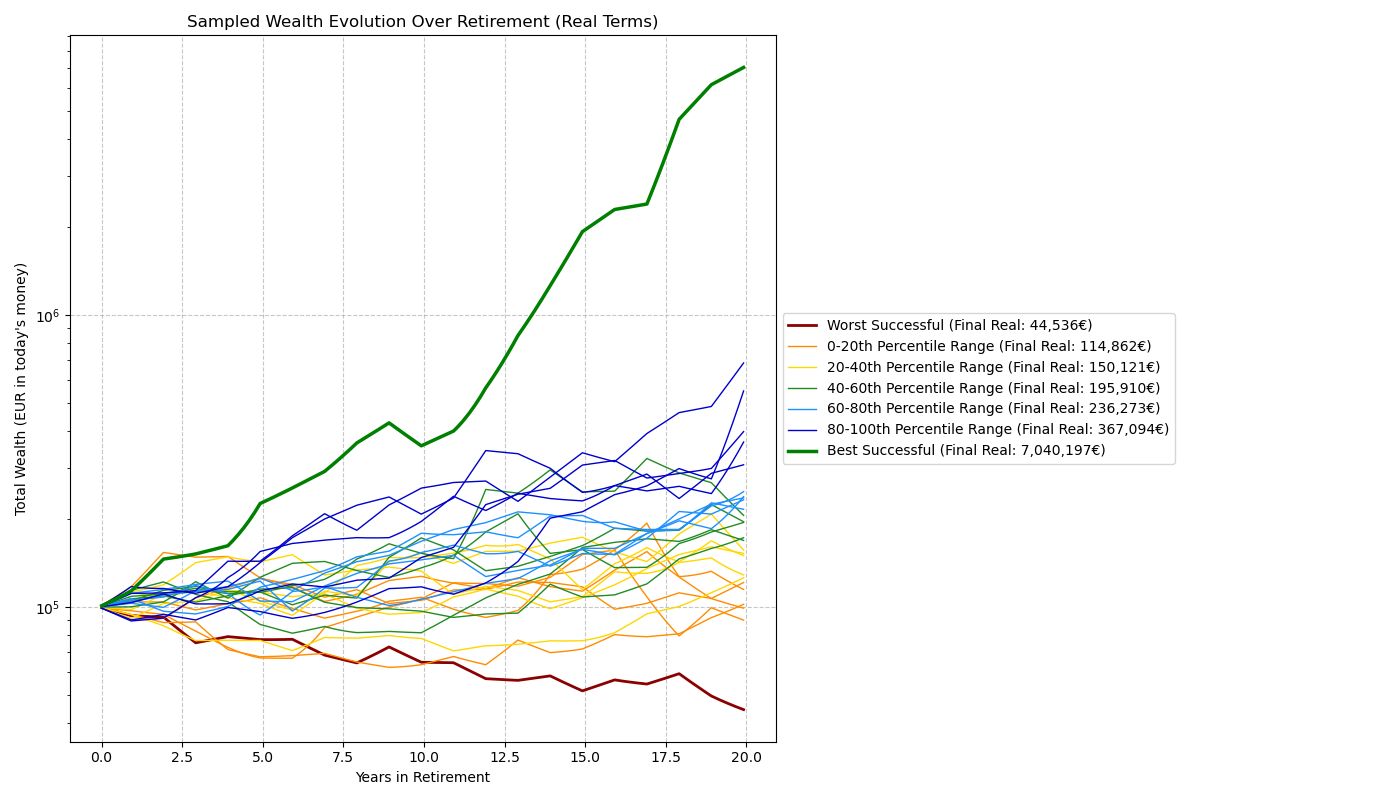 Sampled Wealth Evolution Over Retirement (Real Terms)
Total Wealth (EUR in today's money)
10⁶
10⁵
0.0 2.5 5.0 7.5 10.0 12.5 15.0 17.5 20.0
Years in Retirement
Worst Successful (Final Real: 44,536€)
0-20th Percentile Range (Final Real: 114,862€)
20-40th Percentile Range (Final Real: 150,121€)
40-60th Percentile Range (Final Real: 195,910€)
60-80th Percentile Range (Final Real: 236,273€)
80-100th Percentile Range (Final Real: 367,094€)
Best Successful (Final Real: 7,040,197€)